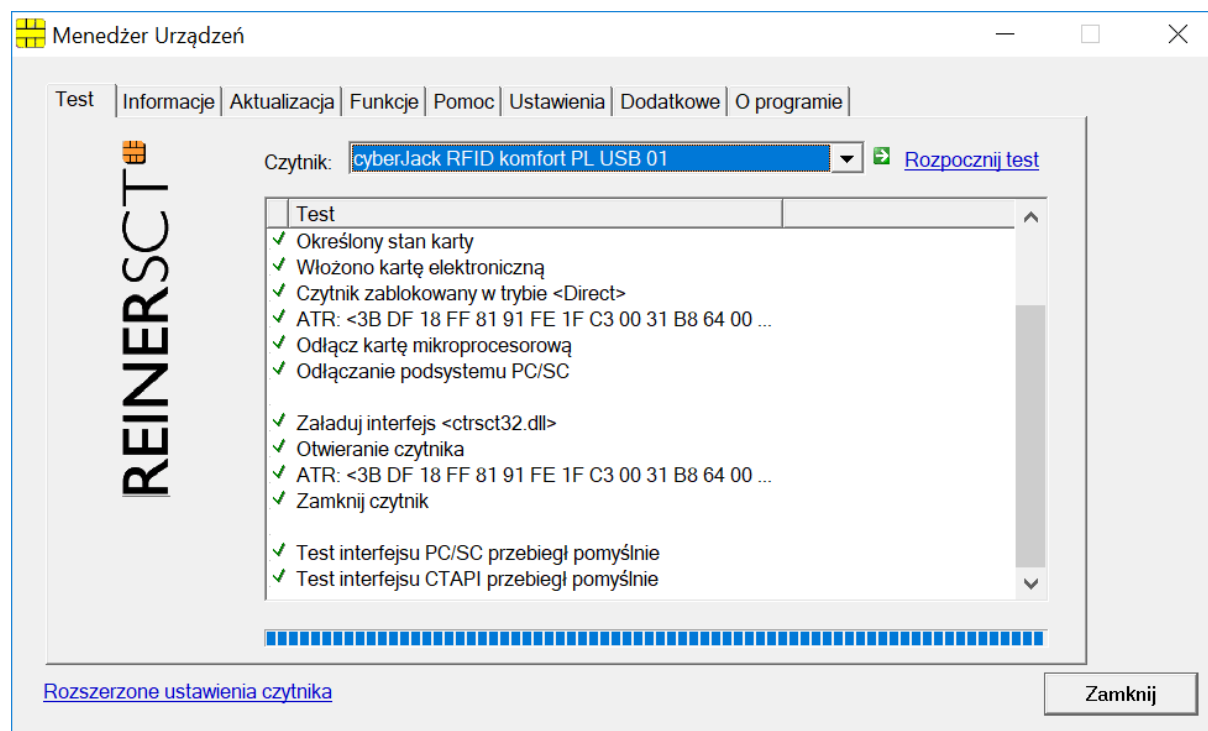 Menedżer Urządzeń
Test Informacje Aktualizacja Funkcje Pomoc Ustawienia Dodatkowe O programie
REINERSCT
Czytnik: cyberJack RFID komfort PL USB 01 Rozpocznij test
Test
Określony stan karty
Włożono kartę elektroniczną
Czytnik zablokowany w trybie <Direct>
ATR: <3B DF 18 FF 81 91 FE 1F C3 00 31 B8 64 00 ...
Odłącz kartę mikroprocesorową
Odłączanie podsystemu PC/SC
Załaduj interfejs <ctrsct32.dll>
Otwieranie czytnika
ATR: <3B DF 18 FF 81 91 FE 1F C3 00 31 B8 64 00 ...
Zamknij czytnik
Test interfejsu PC/SC przebiegł pomyślnie
Test interfejsu CTAPI przebiegł pomyślnie
Rozszerzone ustawienia czytnika
Zamknij